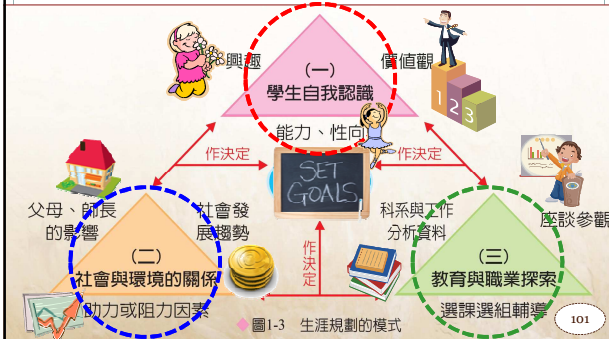 興趣
價值觀
(一)
學生自我認識
能力、性向
1 2 3
作決定
作決定
SET
GOALS
父母、師長
的影響
社會發
展趨勢
科系與工作
分析資料
座談參觀
作決定
(二)
社會與環境的關係
助力或阻力因素
(三)
教育與職業探索
選課選組輔導
圖1-3 生涯規劃的模式
101